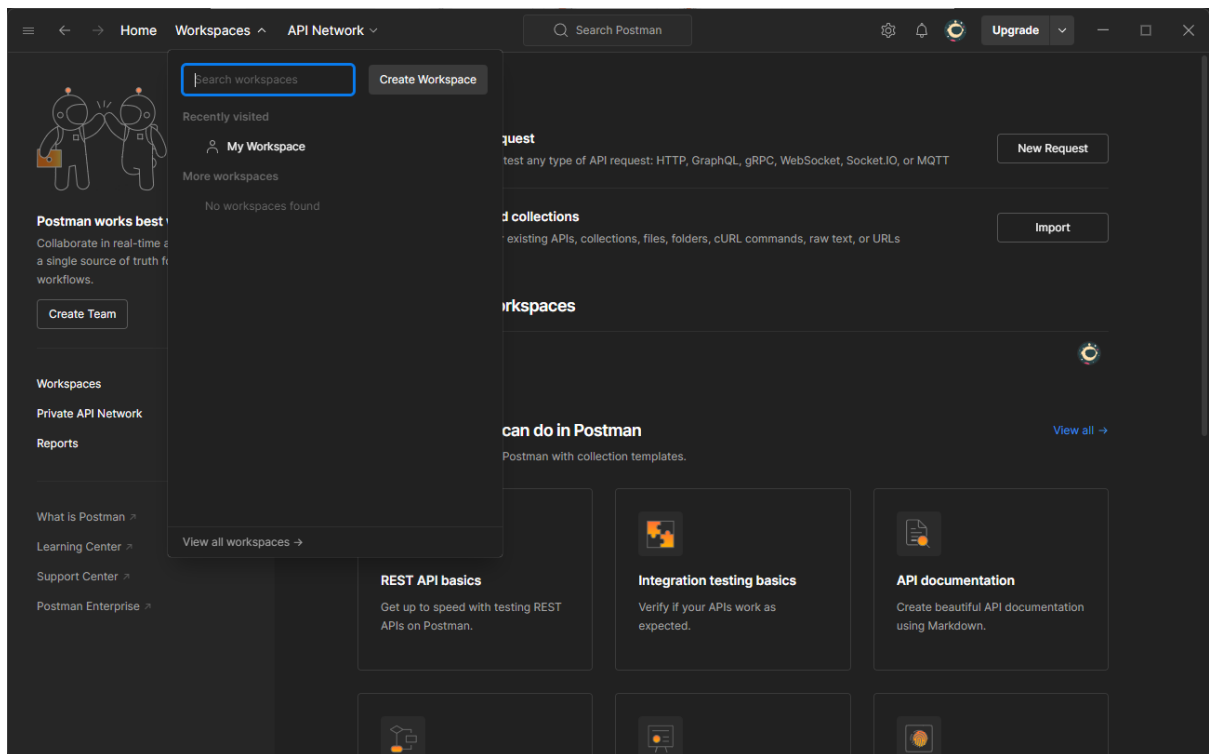 Home Workspaces API Network Search Postman Upgrade
Search workspaces Create Workspace
Recently visited
My Workspace
More workspaces
No workspaces found
View all workspaces →
Postman works best
Collaborate in real-time
a single source of truth
workflows.
Create Team
Workspaces
Private API Network
Reports
What is Postman
Learning Center
Support Center
Postman Enterprise
quest
test any type of API request: HTTP, GraphQL, gRPC, WebSocket, Socket.IO, or MQTT
New Request
collections
existing APIs, collections, files, folders, cURL commands, raw text, or URLs
Import
rkspaces
can do in Postman
View all →
Postman with collection templates.
REST API basics
Get up to speed with testing REST
APIs on Postman.
Integration testing basics
Verify if your APIs work as
expected.
API documentation
Create beautiful API documentation
using Markdown.